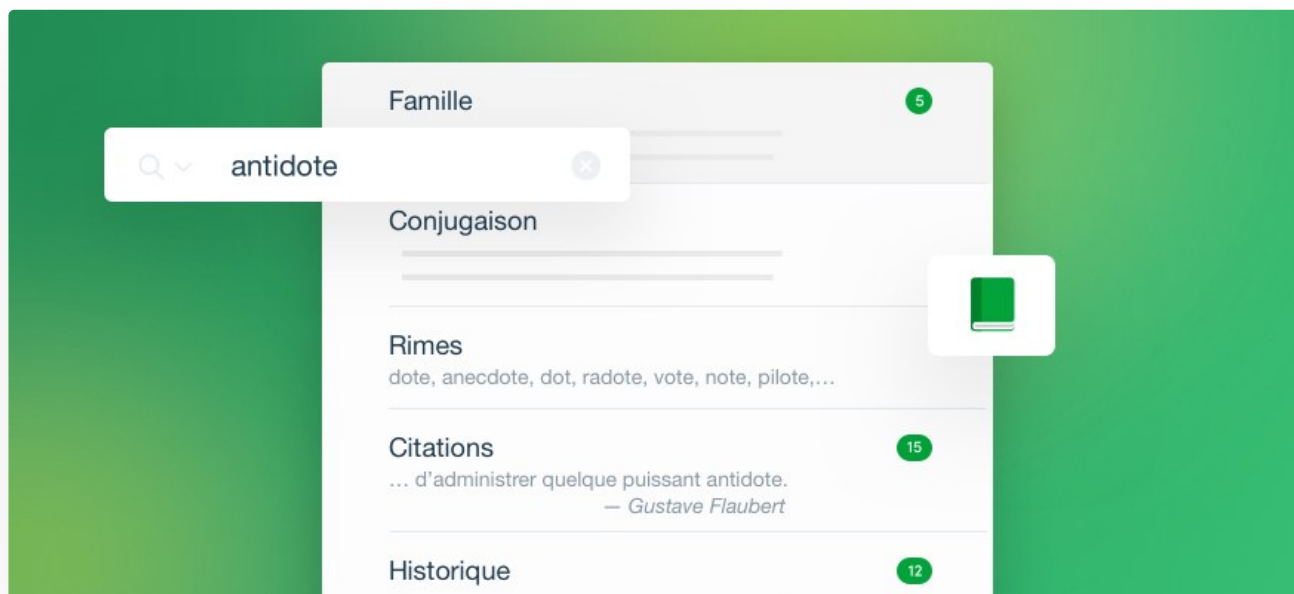 Famille
5
antidote
Conjugaison
Rimes
dote, anecdote, dot, radote, vote, note, pilote,…
Citations
15
… d’administrer quelque puissant antidote.
— Gustave Flaubert
Historique
12